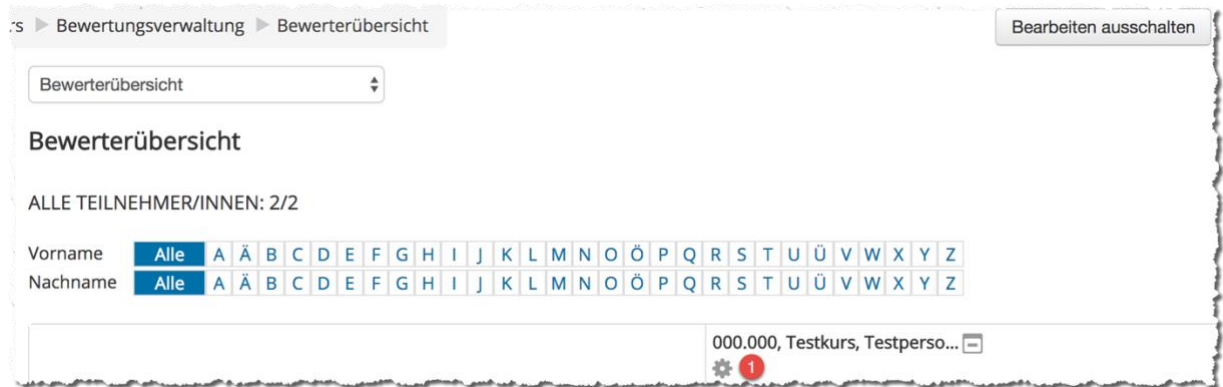 Bewertungsverwaltung Bewerterübersicht
Bearbeiten ausschalten
Bewerterübersicht
Bewerterübersicht
ALLE TEILNEHMER/INNEN: 2/2
Vorname Alle A Ä B C D E F G H I J K L M N O Ö P Q R S T U Ü V W X Y Z
Nachname Alle A Ä B C D E F G H I J K L M N O Ö P Q R S T U Ü V W X Y Z
000.000, Testkurs, Testperso...
1